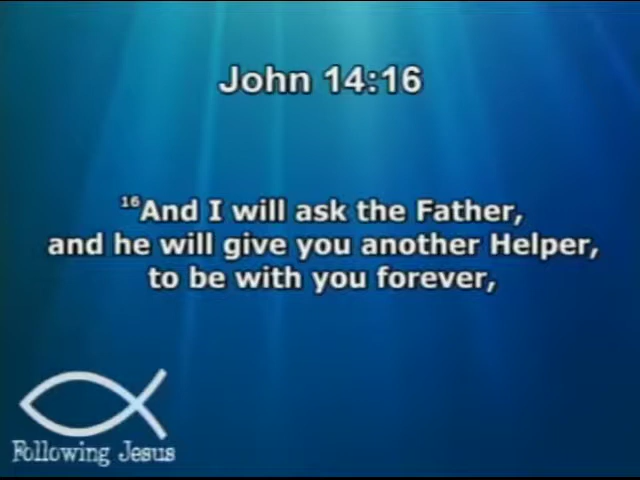 John 14:16
16And I will ask the Father,
and he will give you another Helper,
to be with you forever,
Following Jesus